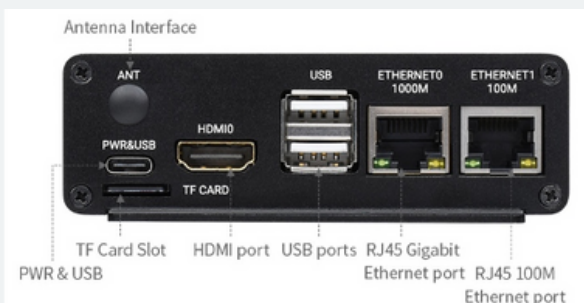 Antenna Interface
ANT
USB
ETHERNET0
1000M
ETHERNET1
100M
HDMI0
PWR&USB
TF CARD
TF Card Slot
HDMI port
USB ports
RJ45 Gigabit
Ethernet port
RJ45 100M
Ethernet port
PWR & USB